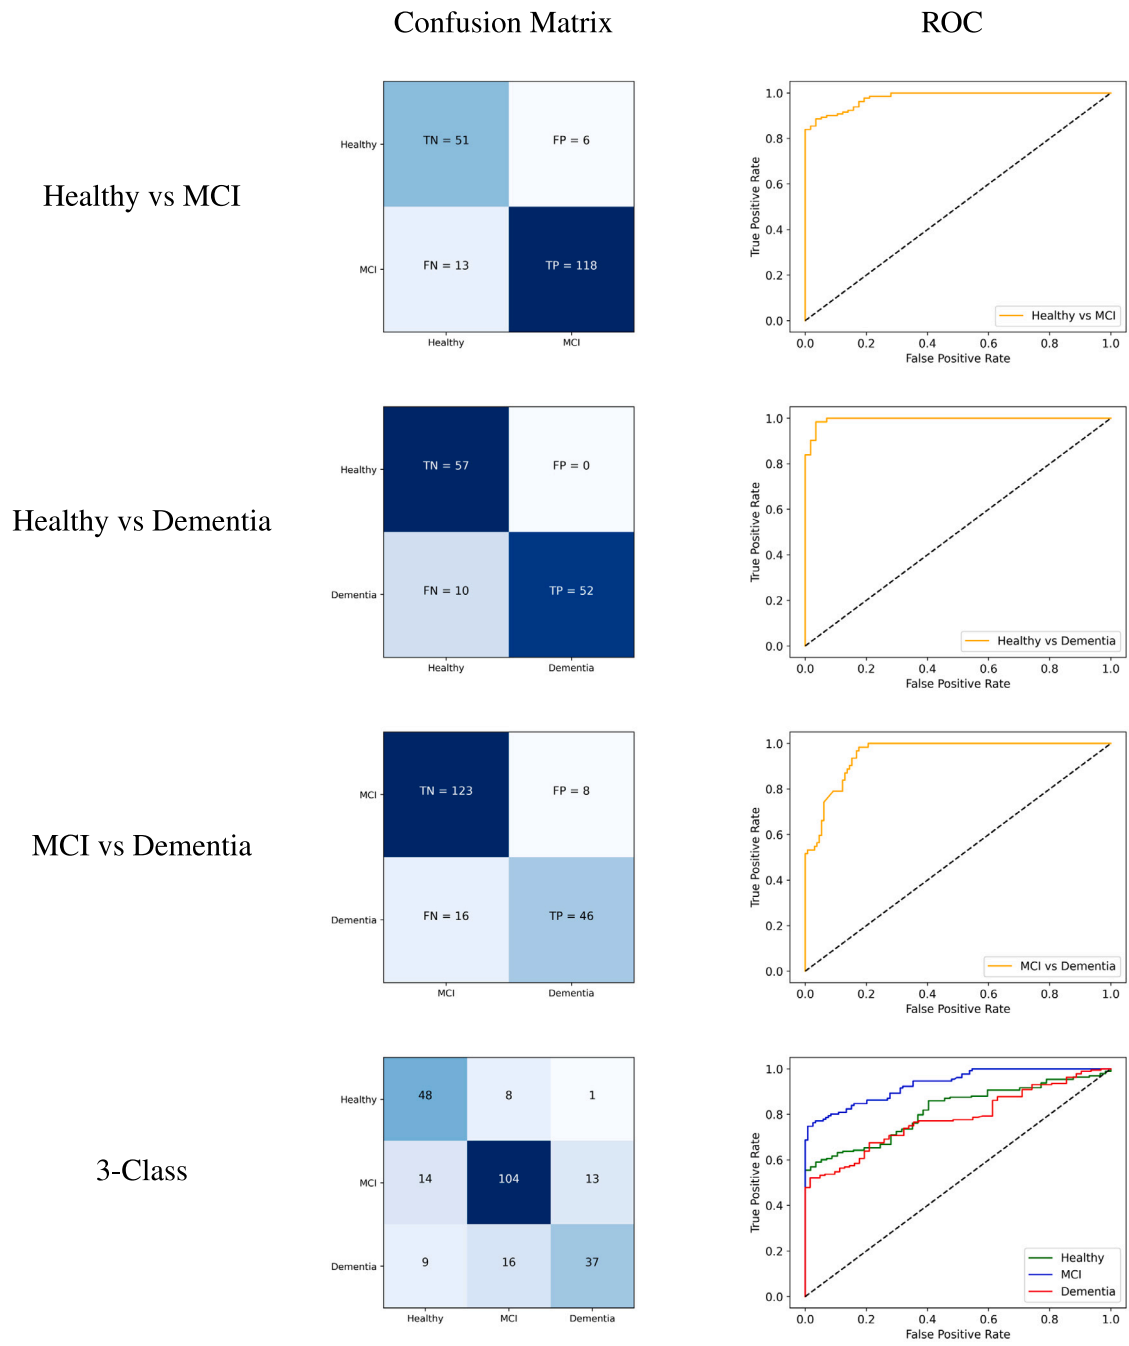 Confusion Matrix
ROC
Healthy vs MCI
Healthy
TN = 51
FP = 6
MCI
FN = 13
TP = 118
Healthy
MCI
True Positive Rate
1.0
0.8
0.6
0.4
0.2
0.0
Healthy vs MCI
0.0
0.2
0.4
0.6
0.8
1.0
False Positive Rate
Healthy vs Dementia
Healthy
TN = 57
FP = 0
Dementia
FN = 10
TP = 52
Healthy
Dementia
True Positive Rate
1.0
0.8
0.6
0.4
0.2
0.0
Healthy vs Dementia
0.0
0.2
0.4
0.6
0.8
1.0
False Positive Rate
MCI vs Dementia
MCI
TN = 123
FP = 8
Dementia
FN = 16
TP = 46
MCI
Dementia
True Positive Rate
1.0
0.8
0.6
0.4
0.2
0.0
MCI vs Dementia
0.0
0.2
0.4
0.6
0.8
1.0
False Positive Rate
3-Class
Healthy
48
8
1
MCI
14
104
13
Dementia
9
16
37
Healthy
MCI
Dementia
True Positive Rate
1.0
0.8
0.6
0.4
0.2
0.0
Healthy
MCI
Dementia
0.0
0.2
0.4
0.6
0.8
1.0
False Positive Rate